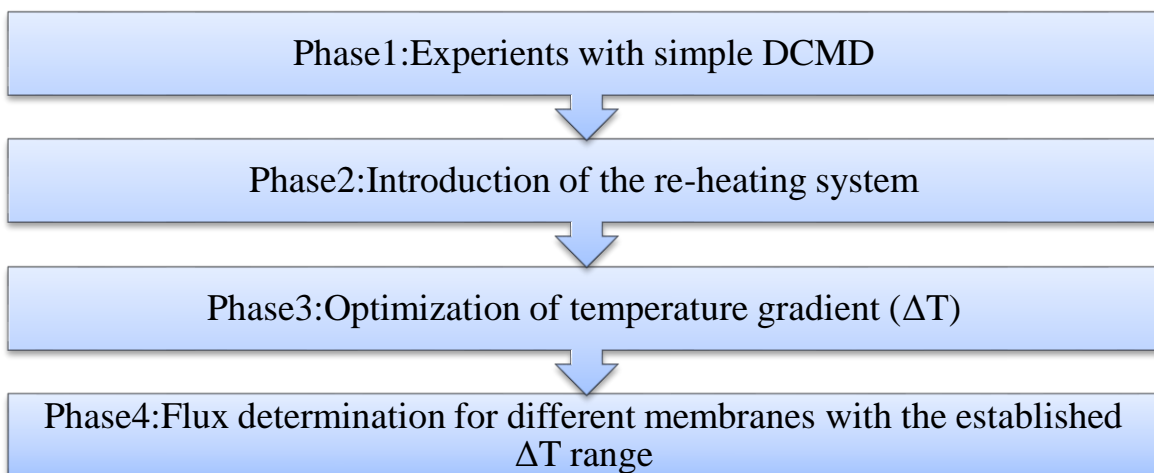 Phase1:Experients with simple DCMD
Phase2:Introduction of the re-heating system
Phase3:Optimization of temperature gradient (ΔT)
Phase4:Flux determination for different membranes with the established
ΔT range